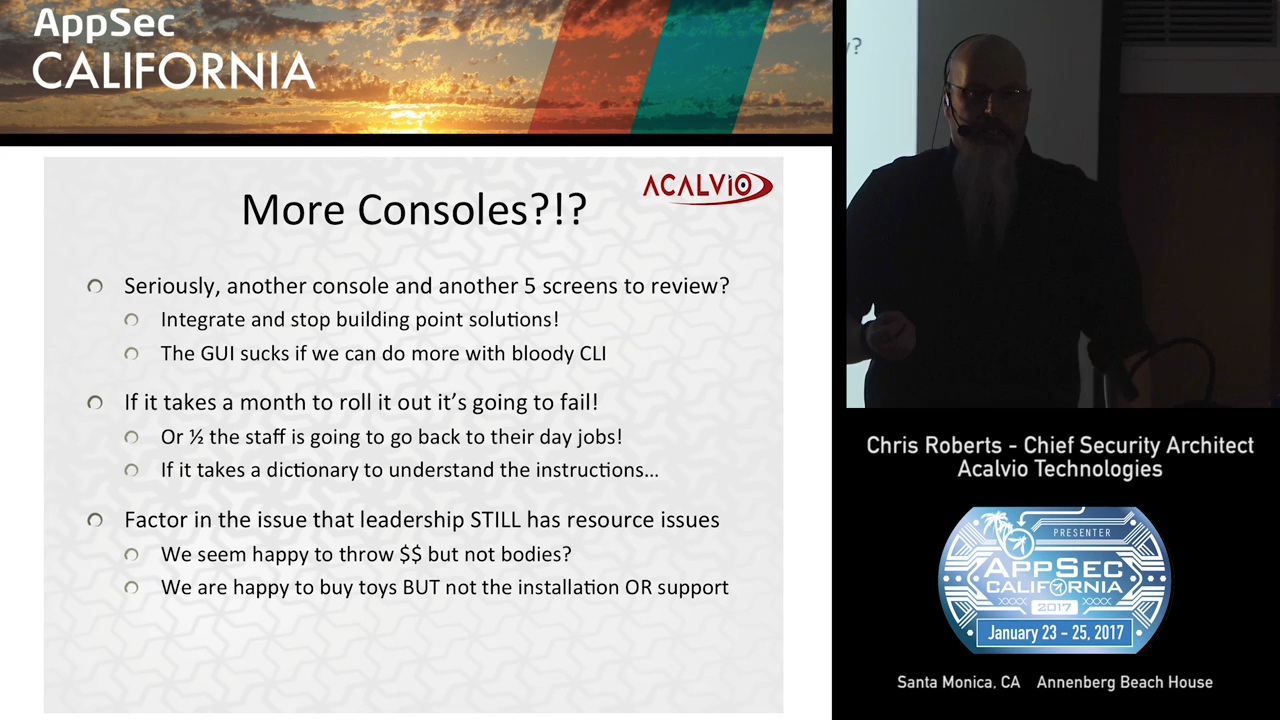 AppSec
CALIFORNIA
ACALVIO
More Consoles?!?
Seriously, another console and another 5 screens to review?
Integrate and stop building point solutions!
The GUI sucks if we can do more with bloody CLI
If it takes a month to roll it out it's going to fail!
Or ½ the staff is going to go back to their day jobs!
If it takes a dictionary to understand the instructions…
Factor in the issue that leadership STILL has resource issues
We seem happy to throw $$ but not bodies?
We are happy to buy toys BUT not the installation OR support
?
Chris Roberts - Chief Security Architect
Acalvio Technologies
PRESENTER
APPSEC
CALIFORNIA
XXXX 2017 XXXX
January 23 - 25, 2017
Santa Monica, CA Annenberg Beach House